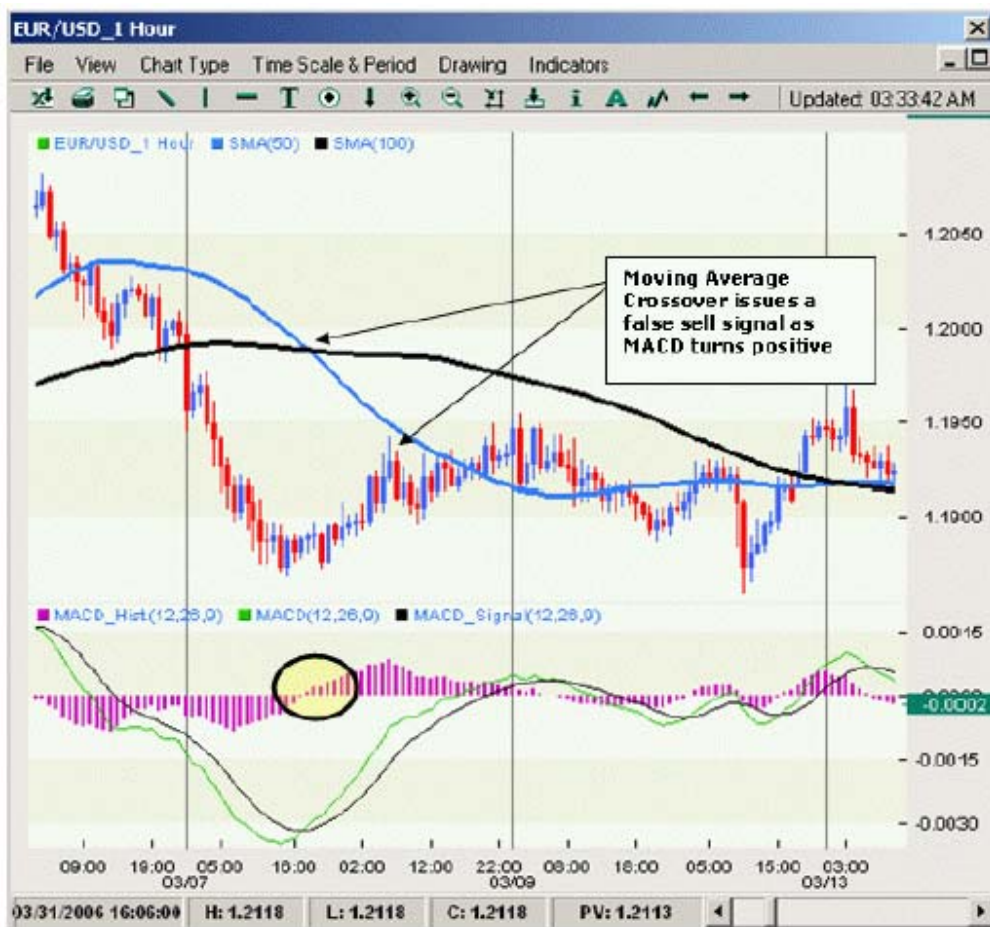 EUR/USD_1 Hour
File View Chart Type Time Scale & Period Drawing Indicators
T i A Updated: 03:33:42 AM
EUR/USD_1 Hour SMA(50) SMA(100)
1.2050
Moving Average
Crossover issues a
false sell signal as
MACD turns positive
1.2000
1.1950
1.1900
MACD_Hist(12,26,9) MACD(12,26,9) MACD_Signal(12,26,9)
0.0015
0.0000
-0.0002
-0.0015
-0.0030
09:00 19:00 05:00 16:00 02:00 12:00 22:00 08:00 18:00 05:00 15:00 03:00
03/07 03/09 03/13
03/31/2006 16:06:00 H: 1.2118 L: 1.2118 C: 1.2118 PV: 1.2113